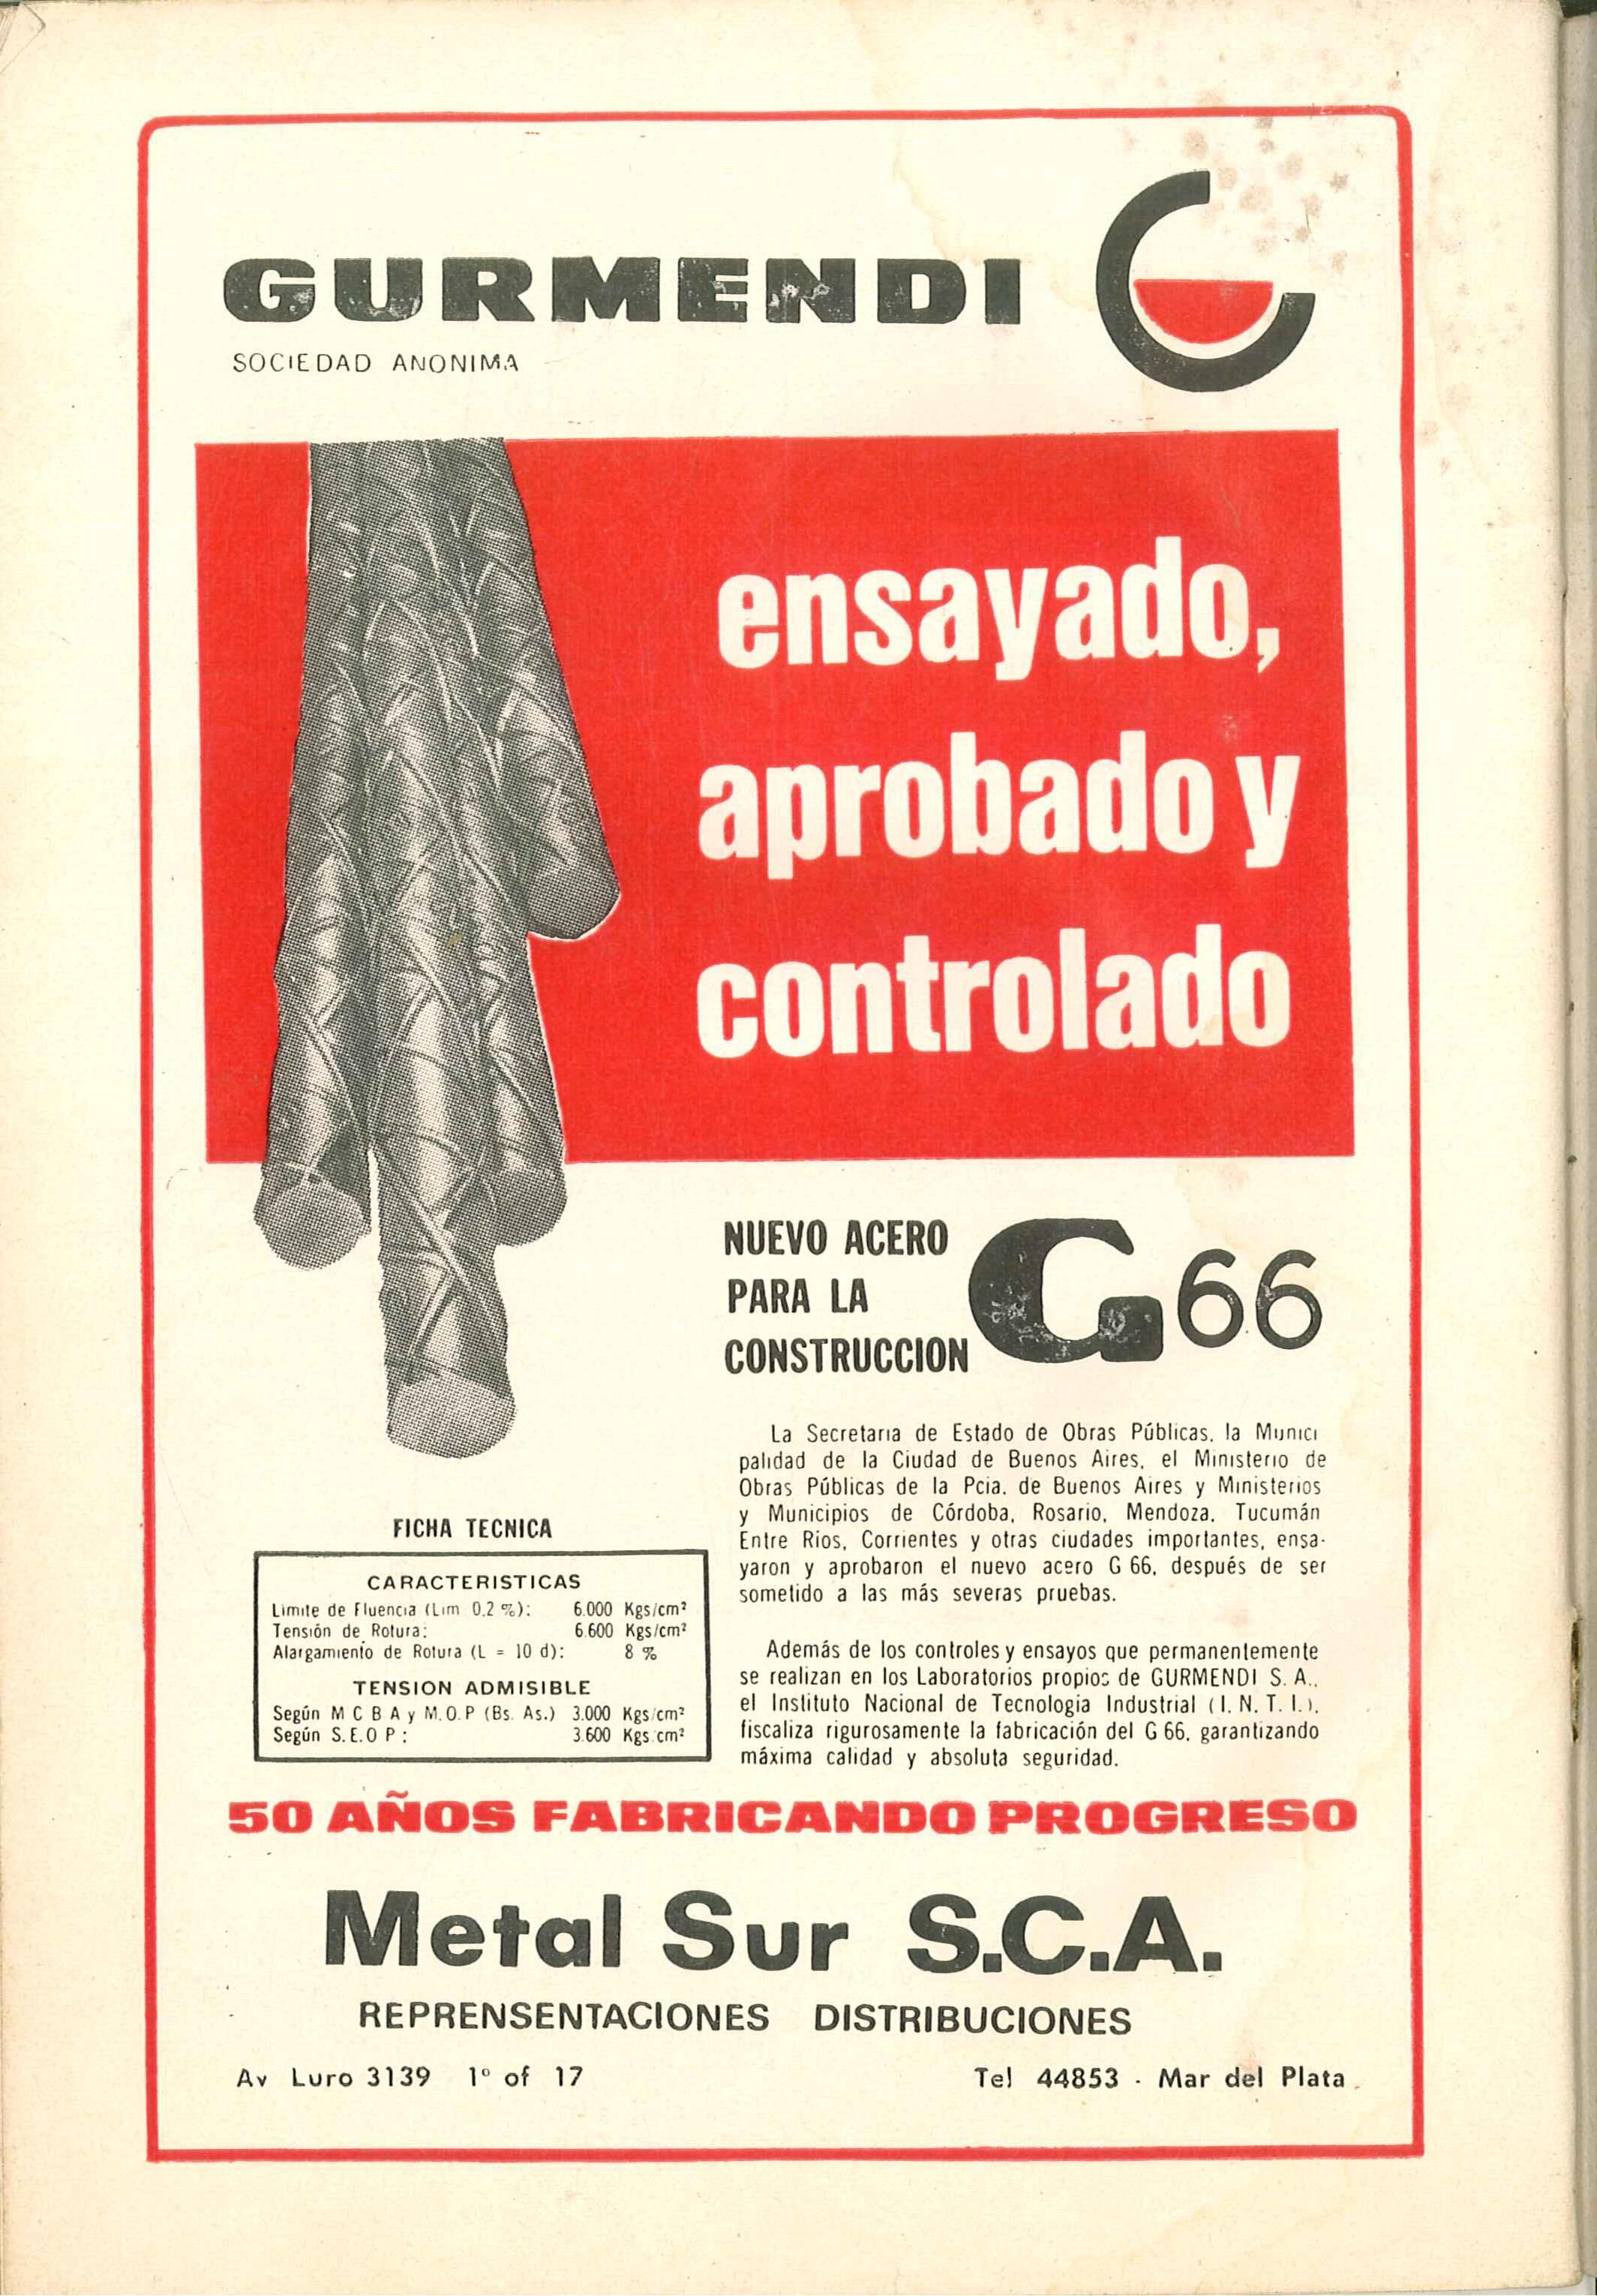 GURMENDI
SOCIEDAD ANONIMA
ensayado,
aprobado y
controlado
NUEVO ACERO
PARA LA
CONSTRUCCION
G66
La Secretaria de Estado de Obras Públicas, la Munici
palidad de la Ciudad de Buenos Aires, el Ministerio de
Obras Públicas de la Pcia. de Buenos Aires y Ministerios
y Municipios de Córdoba, Rosario, Mendoza, Tucumán
Entre Rios, Corrientes y otras ciudades importantes, ensa-
yaron y aprobaron el nuevo acero G 66, después de ser
sometido a las más severas pruebas.
Además de los controles y ensayos que permanentemente
se realizan en los Laboratorios propios de GURMENDI S. A.,
el Instituto Nacional de Tecnologia Industrial (I. N. T. I.),
fiscaliza rigurosamente la fabricación del G 66, garantizando
máxima calidad y absoluta seguridad.
FICHA TECNICA
CARACTERISTICAS
Limite de Fluencia (Lim 0,2 %): 6.000 Kgs/cm²
Tensión de Rotura: 6.600 Kgs/cm²
Alargamiento de Rotura (L = 10 d): 8 %
TENSION ADMISIBLE
Según M C B A y M.O.P (Bs. As.) 3.000 Kgs/cm²
Según S.E.O P: 3.600 Kgs/cm²
50 AÑOS FABRICANDO PROGRESO
Metal Sur S.C.A.
REPRENSENTACIONES DISTRIBUCIONES
Av Luro 3139 1º of 17
Tel 44853 - Mar del Plata